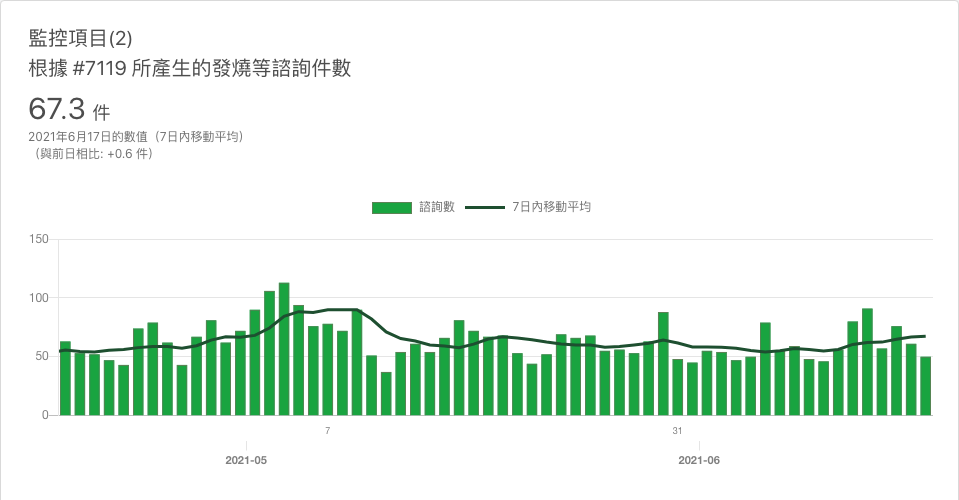 監控項目(2)
根據 #7119 所產生的發燒等諮詢件數
67.3 件
2021年6月17日的數值（7日內移動平均）
（與前日相比: +0.6 件）
諮詢數 7日內移動平均
150
100
50
0
7 31
2021-05 2021-06